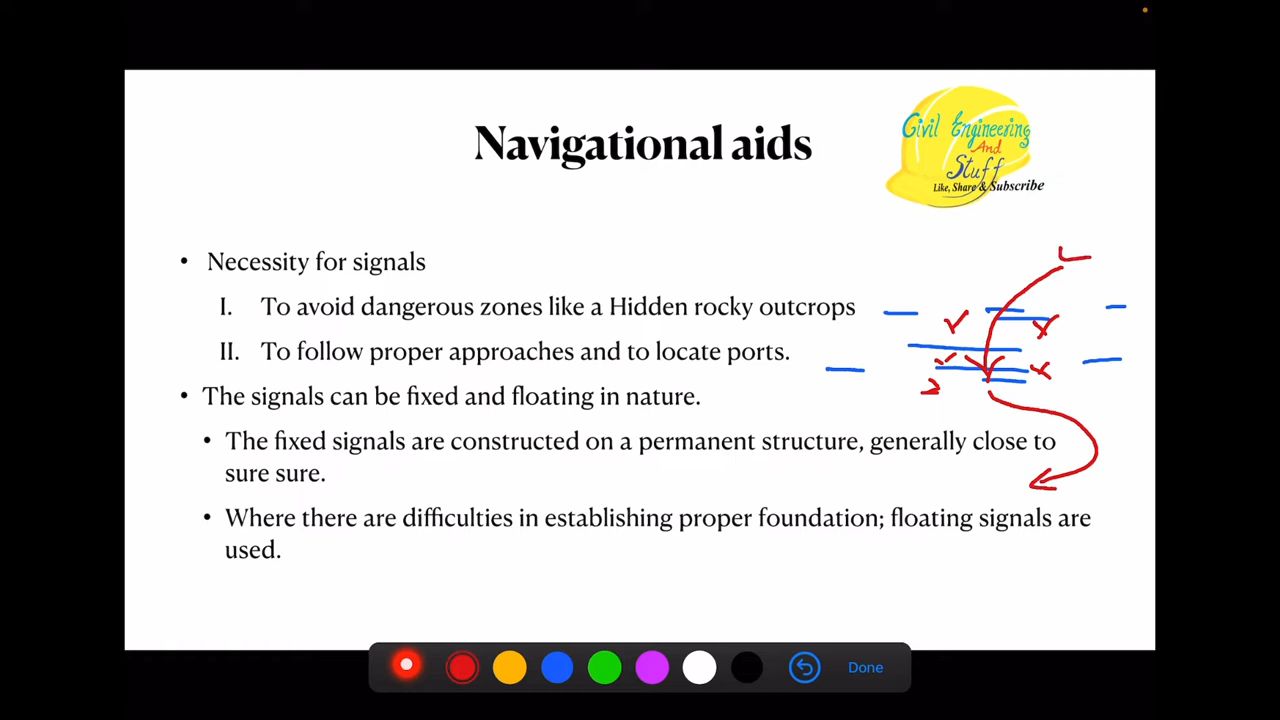 Navigational aids
Civil Engineering
And
Stuff
Like, Share & Subscribe
• Necessity for signals
I. To avoid dangerous zones like a Hidden rocky outcrops
II. To follow proper approaches and to locate ports.
• The signals can be fixed and floating in nature.
• The fixed signals are constructed on a permanent structure, generally close to
sure sure.
• Where there are difficulties in establishing proper foundation; floating signals are
used.
Done